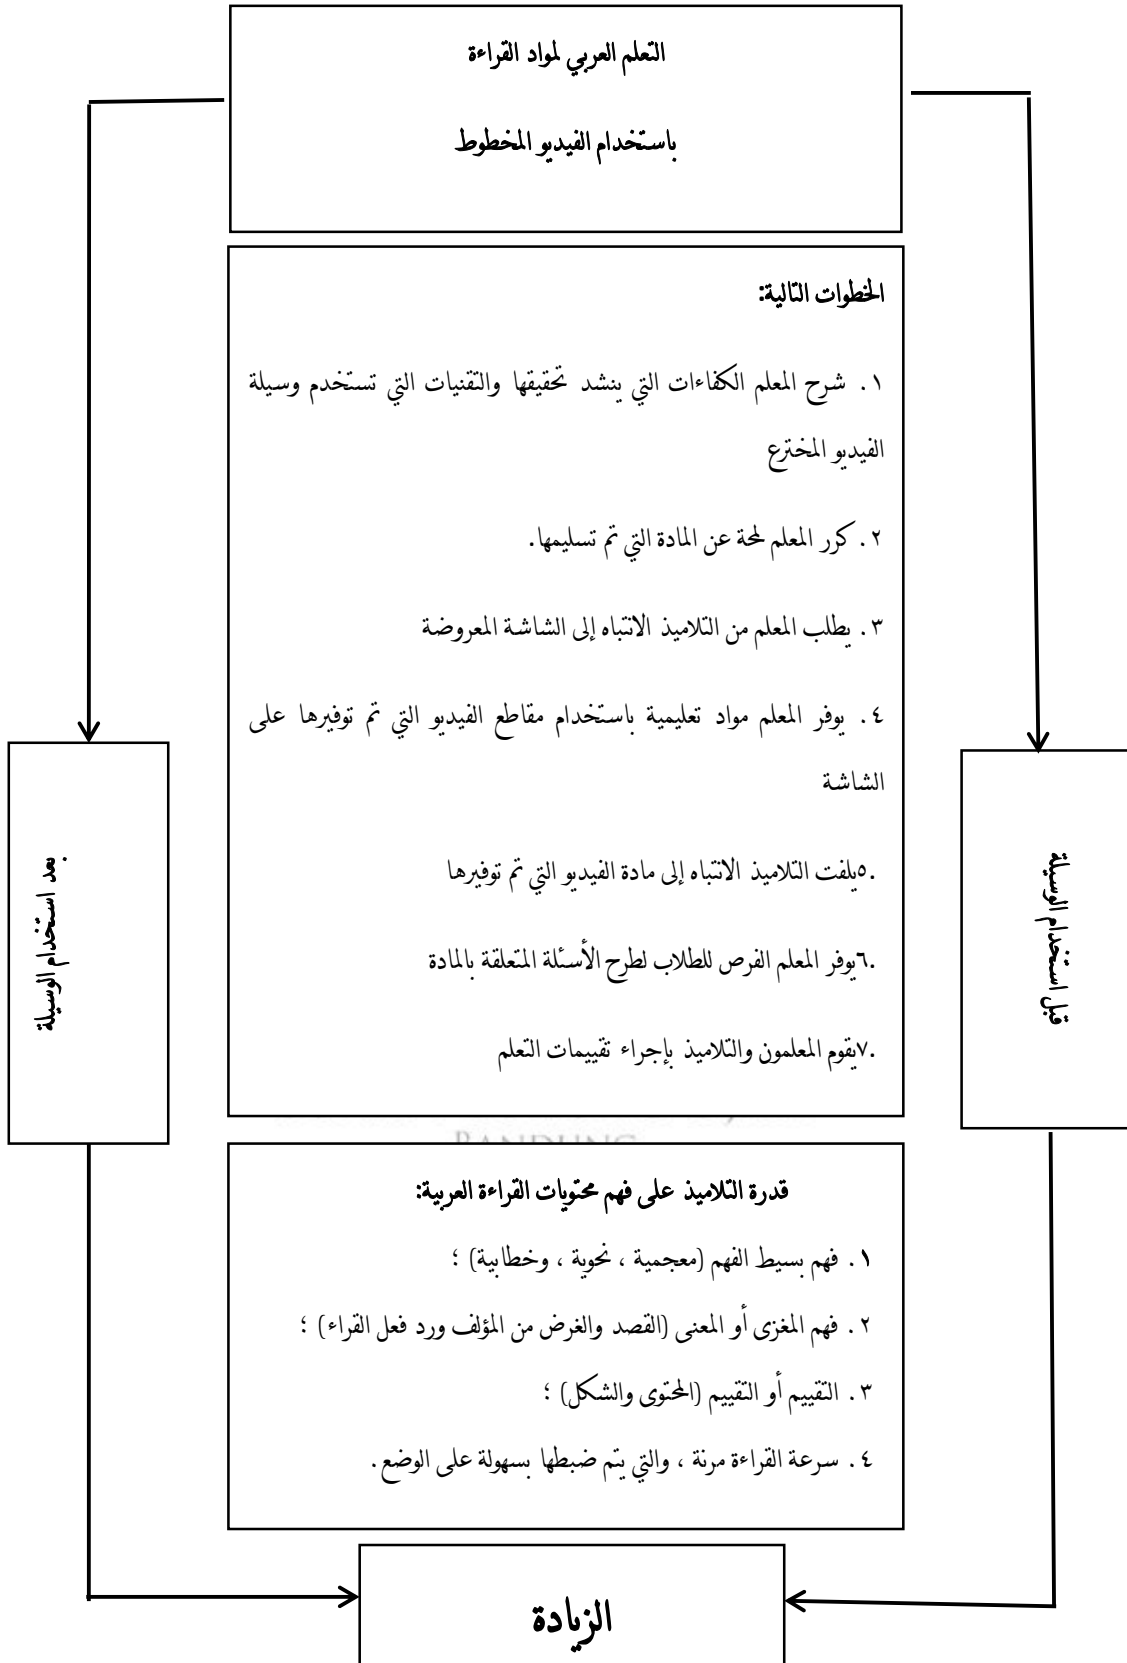 التعلم العربي لمواد القراءة
باستخدام الفيديو المخطوط
الخطوات التالية:
١. شرح المعلم الكفاءات التي ينشد تحقيقها والتقنيات التي تستخدم وسيلة
الفيديو المخترع
٢. كرر المعلم لمحة عن المادة التي تم تسليمها.
٣. يطلب المعلم من التلاميذ الانتباه إلى الشاشة المعروضة
٤. يوفر المعلم مواد تعليمية باستخدام مقاطع الفيديو التي تم توفيرها على
الشاشة
.٥يلفت التلاميذ الانتباه إلى مادة الفيديو التي تم توفيرها
.٦يوفر المعلم الفرص للطلاب لطرح الأسئلة المتعلقة بالمادة
.٧يقوم المعلمون والتلاميذ بإجراء تقييمات التعلم
قبل استخدام الوسيلة
بعد استخدام الوسيلة
BANDUNG
قدرة التلاميذ على فهم محتويات القراءة العربية:
١. فهم بسيط الفهم (معجمية ، نحوية ، وخطابية) ؛
٢. فهم المغزى أو المعنى (القصد والغرض من المؤلف ورد فعل القراء) ؛
٣. التقييم أو التقييم (المحتوى والشكل) ؛
٤. سرعة القراءة مرنة ، والتي يتم ضبطها بسهولة على الوضع.
الزيادة